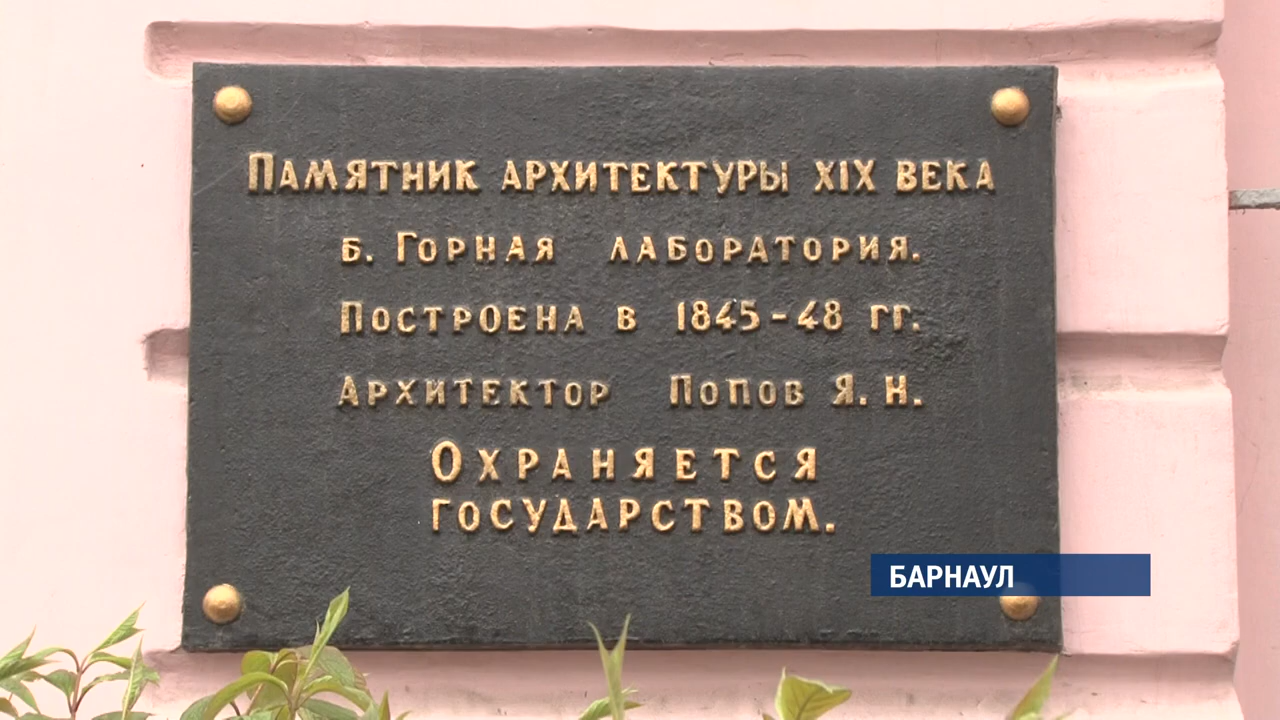 Памятник архитектуры XIX века
б. Горная лаборатория.
Построена в 1845-48 гг.
Архитектор Попов Я. Н.
Охраняется
государством.
БАРНАУЛ